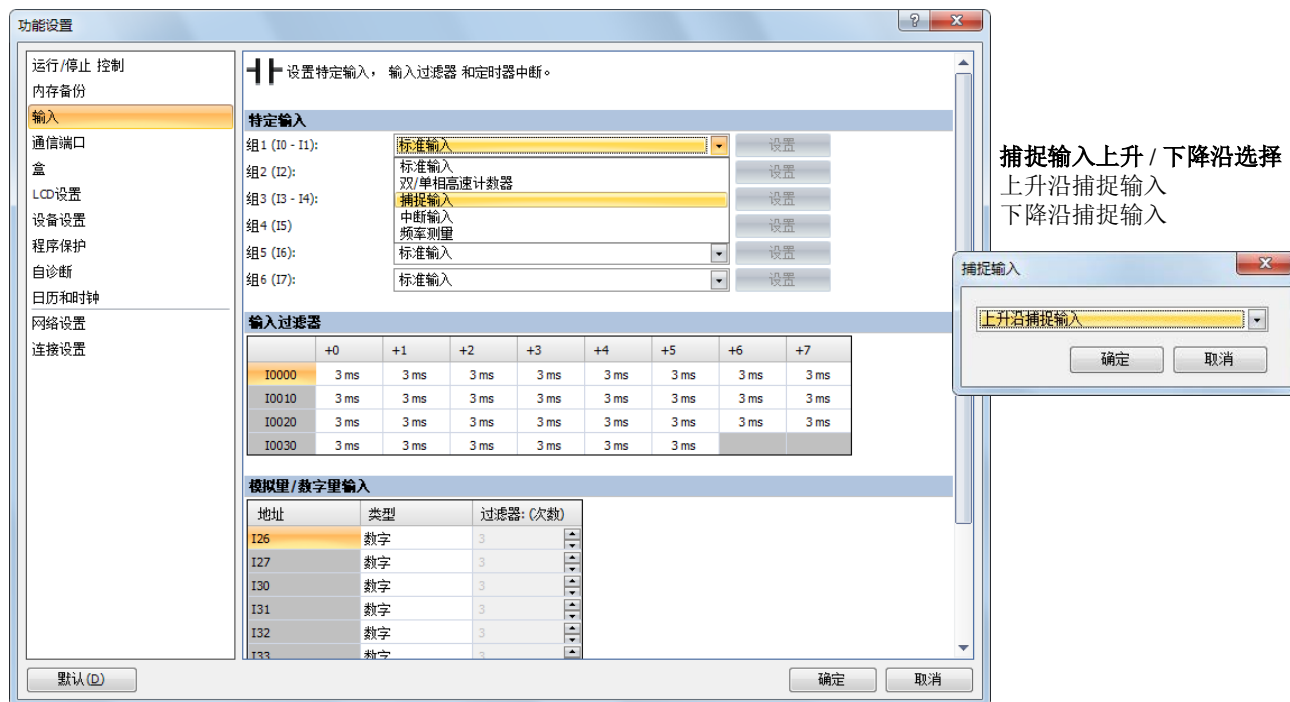 功能设置
运行/停止 控制
内存备份
输入
通信端口
盒
LCD设置
设备设置
程序保护
自诊断
日历和时钟
网络设置
连接设置
设置特定输入， 输入过滤器 和定时器中断。
特定输入
组1 (I0 - I1): 标准输入 设置
组2 (I2): 设置
组3 (I3 - I4): 设置
组4 (I5) 设置
标准输入
双/单相高速计数器
捕捉输入
中断输入
频率测里
组5 (I6): 标准输入 设置
组6 (I7): 标准输入 设置
输入过滤器
+0 +1 +2 +3 +4 +5 +6 +7
I0000 3 ms 3 ms 3 ms 3 ms 3 ms 3 ms 3 ms 3 ms
I0010 3 ms 3 ms 3 ms 3 ms 3 ms 3 ms 3 ms 3 ms
I0020 3 ms 3 ms 3 ms 3 ms 3 ms 3 ms 3 ms 3 ms
I0030 3 ms 3 ms 3 ms 3 ms 3 ms 3 ms
模拟里/数字里输入
地址 类型 过滤器: (次数)
I26 数字 3
I27 数字 3
I30 数字 3
I31 数字 3
I32 数字 3
I33 数字 3
默认(D) 确定 取消
捕捉输入上升 / 下降沿选择
上升沿捕捉输入
下降沿捕捉输入
捕捉输入
上升沿捕捉输入
确定 取消